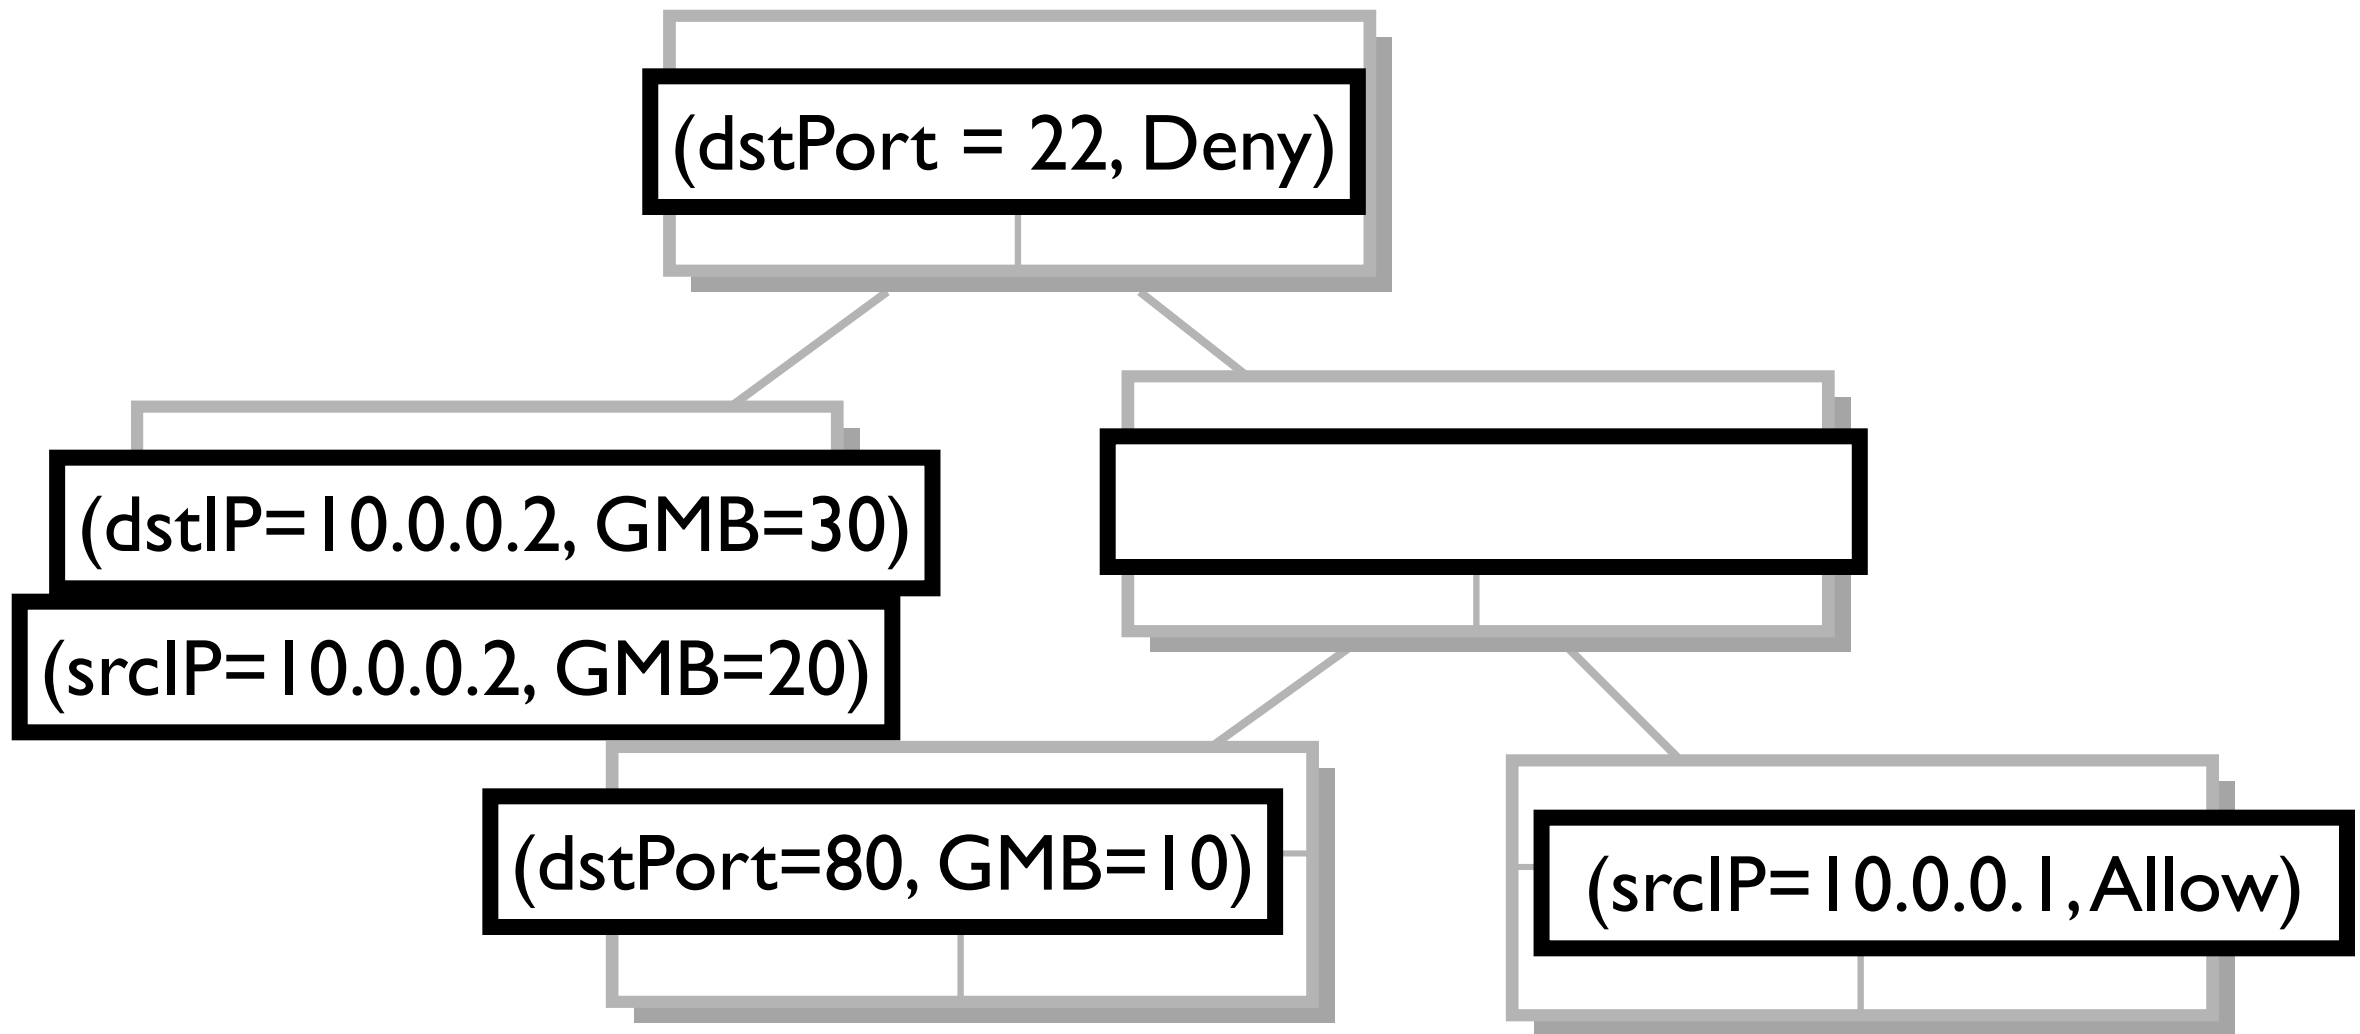 (dstPort = 22, Deny)
(dstIP=10.0.0.2, GMB=30)
(srcIP=10.0.0.2, GMB=20)
(dstPort=80, GMB=10)
(srcIP=10.0.0.1, Allow)